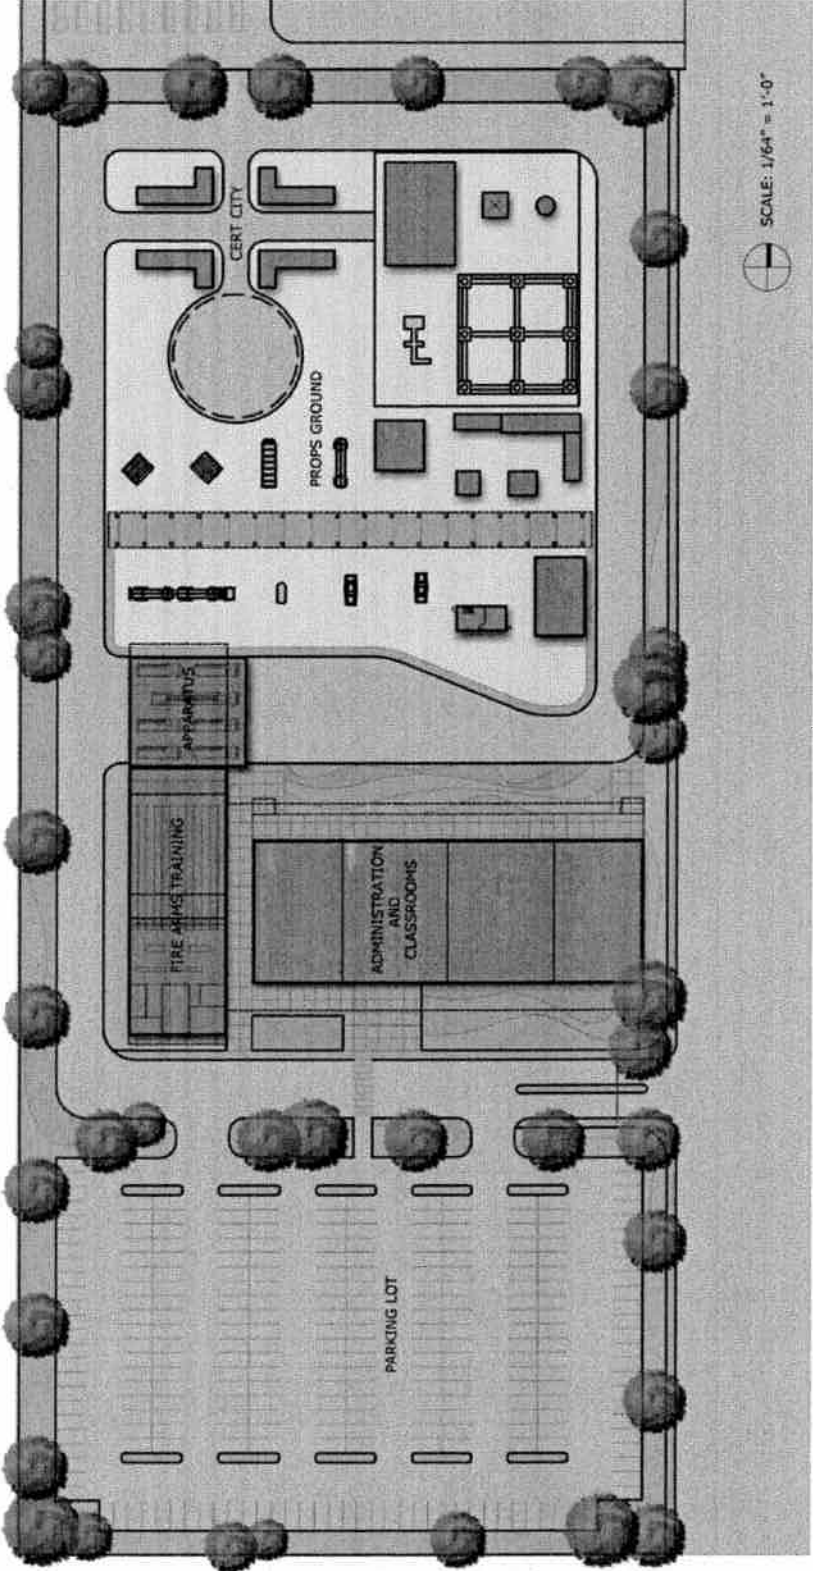 SCALE: 1/64" = 1'-0"
CERT CITY
PROPS GROUND
APPARATUS
FIRE ARMS TRAINING
ADMINISTRATION
AND
CLASSROOMS
PARKING LOT